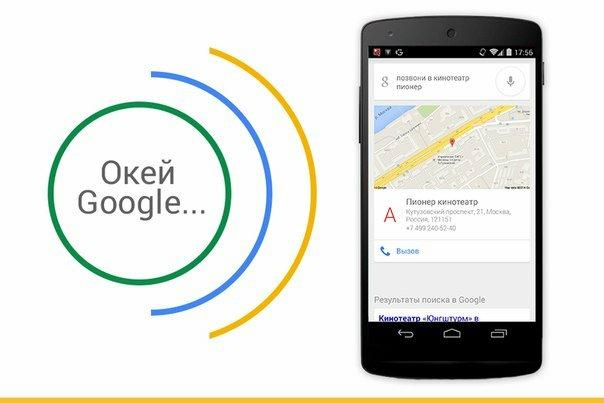 Окей
Google...
17:56
g позвони в кинотеатр
пионер
A Пионер кинотеатр
Кутузовский проспект, 21, Москва,
Россия, 121151
+7 499 240-52-40
Вызов
Результаты поиска в Google
Кинотеатр «Юнгштурм» в